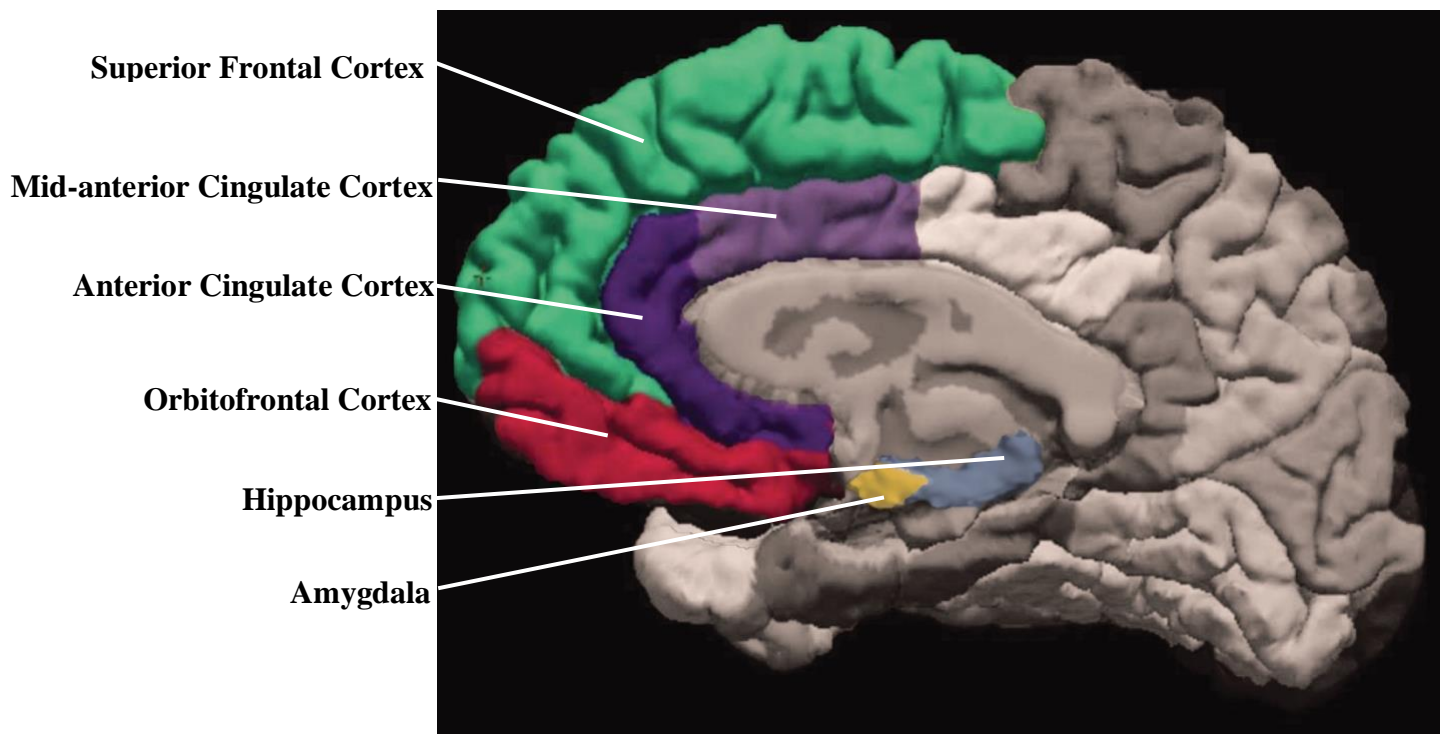 Superior Frontal Cortex
Mid-anterior Cingulate Cortex
Anterior Cingulate Cortex
Orbitofrontal Cortex
Hippocampus
Amygdala